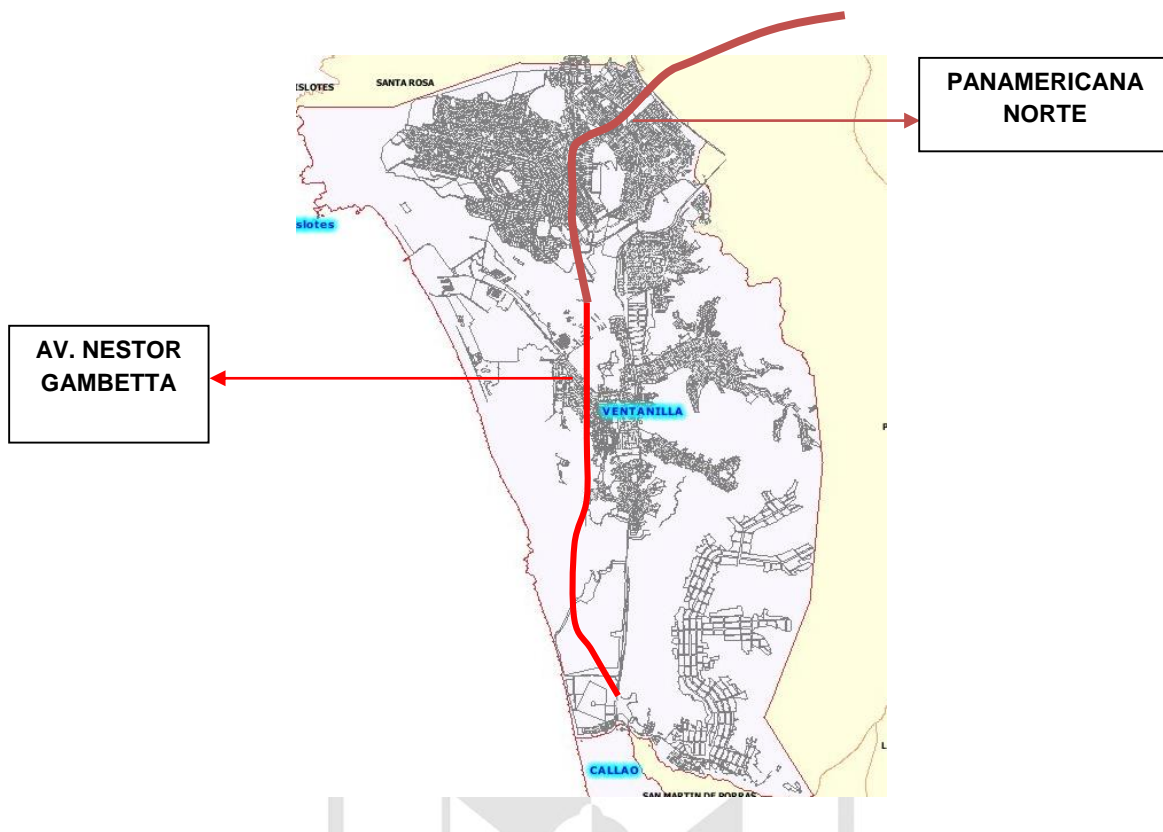 PANAMERICANA
NORTE
ISLOTES
SANTA ROSA
slotes
AV. NESTOR
GAMBETTA
VENTANILLA
CALLAO
SAN MARTIN DE PORRAS